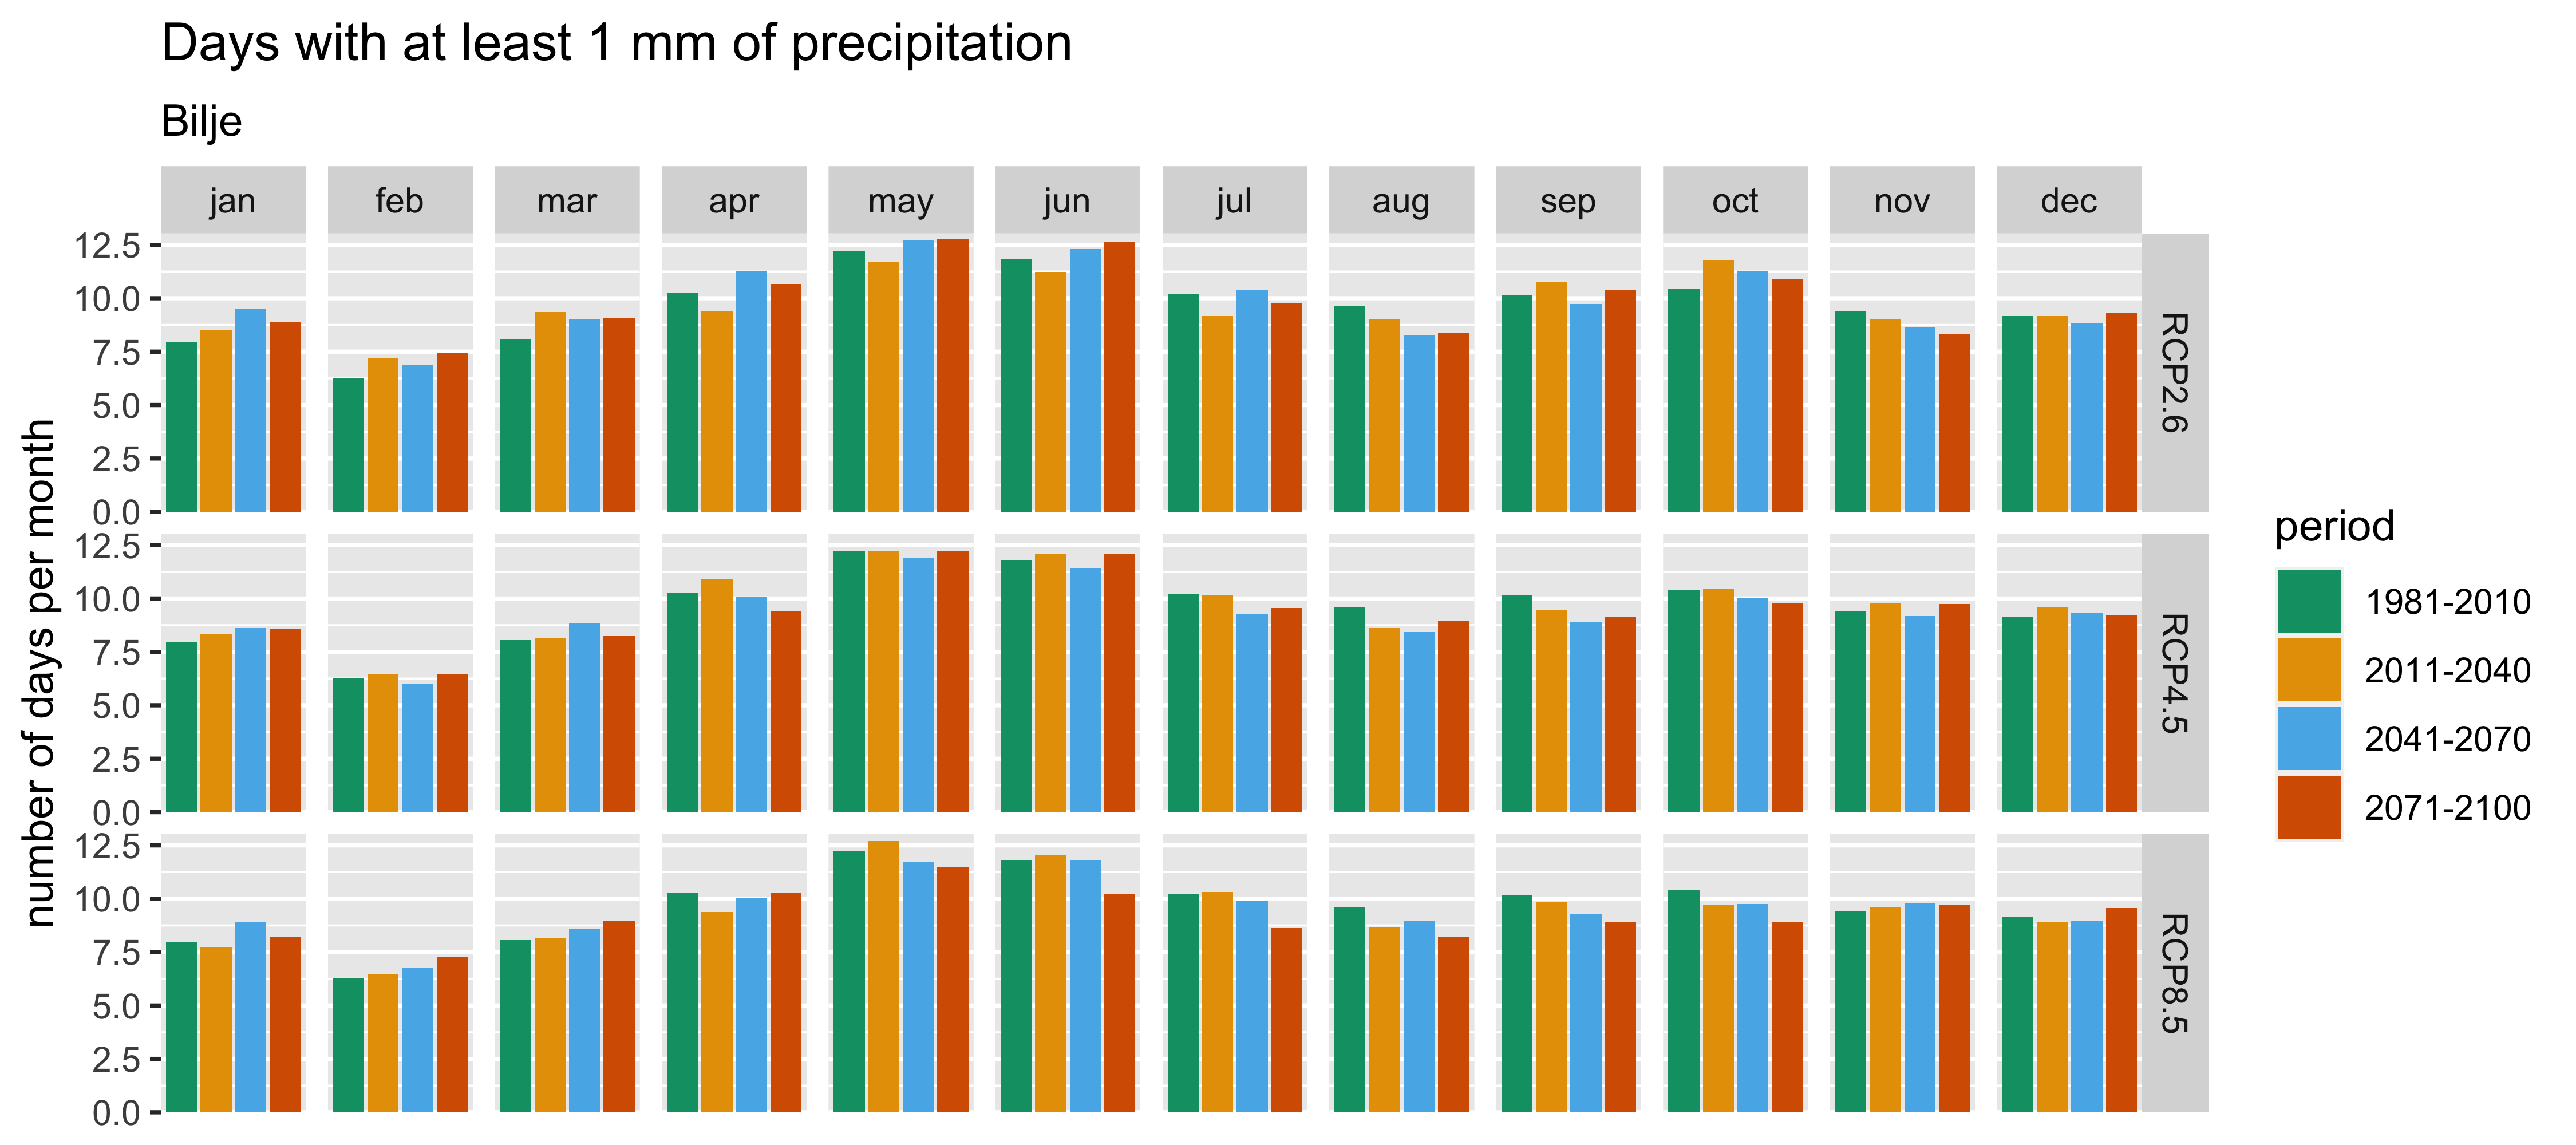 Days with at least 1 mm of precipitation
Bilje
jan feb mar apr may jun jul aug sep oct nov dec
12.5
10.0
7.5
5.0
2.5
0.0
RCP2.6
12.5
10.0
7.5
5.0
2.5
0.0
RCP4.5
12.5
10.0
7.5
5.0
2.5
0.0
RCP8.5
number of days per month
period
1981-2010
2011-2040
2041-2070
2071-2100